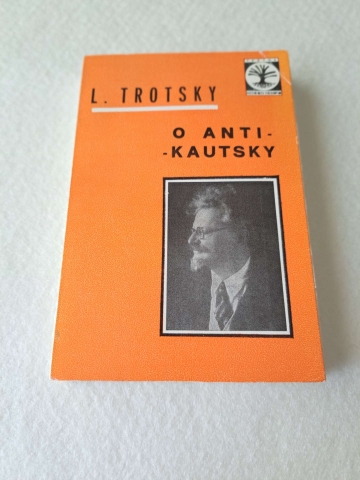 L. TROTSKY
O ANTI-
-KAUTSKY